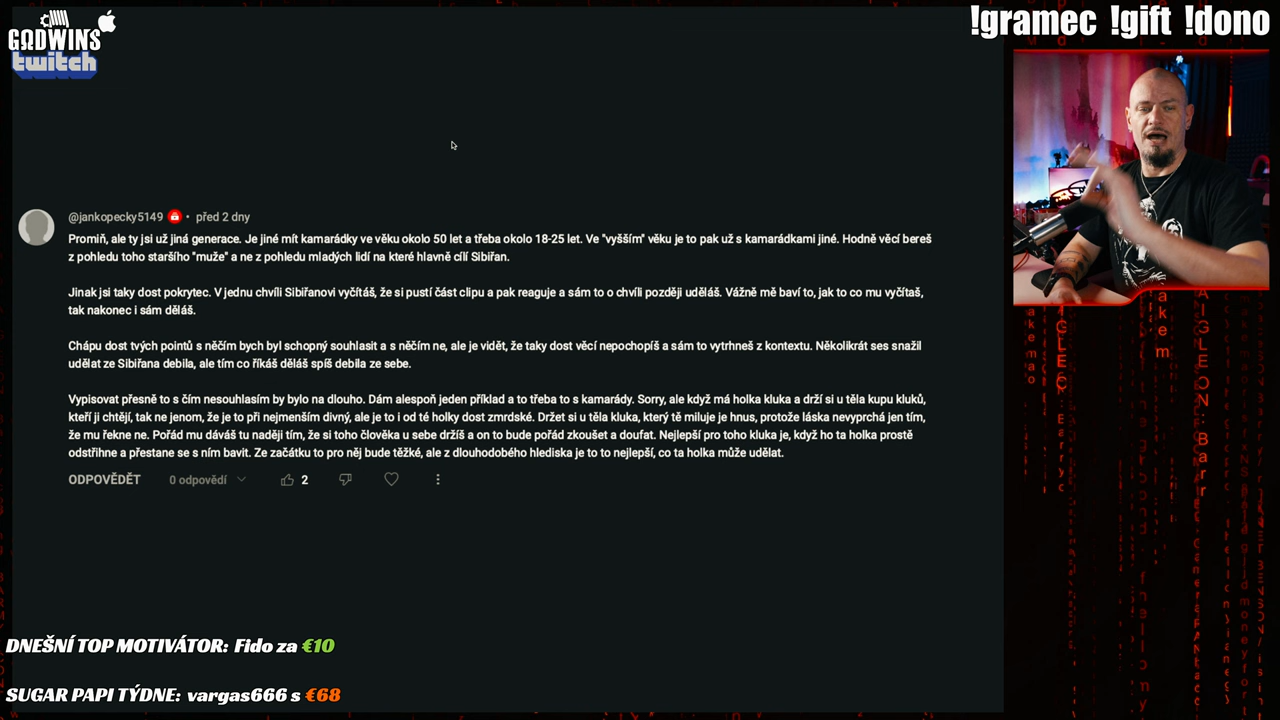 GΩDWINS
twitch
!gramec !gift !dono
@jankopecky5149 • před 2 dny
Promiň, ale ty jsi už jiná generace. Je jiné mít kamarádky ve věku okolo 50 let a třeba okolo 18-25 let. Ve "vyšším" věku je to pak už s kamarádkami jiné. Hodně věcí bereš
z pohledu toho staršího "muže" a ne z pohledu mladých lidí na které hlavně cílí Sibiřan.
Jinak jsi taky dost pokrytec. V jednu chvíli Sibiřanovi vyčítáš, že si pustí část clipu a pak reaguje a sám to o chvíli později uděláš. Vážně mě baví to, jak to co mu vyčítaš,
tak nakonec i sám děláš.
Chápu dost tvých pointů s něčím bych byl schopný souhlasit a s něčím ne, ale je vidět, že taky dost věcí nepochopíš a sám to vytrhneš z kontextu. Několikrát ses snažil
udělat ze Sibiřana debila, ale tím co říkáš děláš spíš debila ze sebe.
Vypisovat přesně to s čím nesouhlasím by bylo na dlouho. Dám alespoň jeden příklad a to třeba to s kamarády. Sorry, ale když má holka kluka a drží si u těla kupu kluků,
kteří ji chtějí, tak ne jenom, že je to při nejmenším divný, ale je to i od té holky dost zmrdské. Držet si u těla kluka, který tě miluje je hnus, protože láska nevyprchá jen tím,
že mu řekne ne. Pořád mu dáváš tu naději tím, že si toho člověka u sebe držíš a on to bude pořád zkoušet a doufat. Nejlepší pro toho kluka je, když ho ta holka prostě
odstřihne a přestane se s ním bavit. Ze začátku to pro něj bude těžké, ale z dlouhodobého hlediska je to to nejlepší, co ta holka může udělat.
ODPOVĚDĚT 0 odpovědí 2
DNEŠNÍ TOP MOTIVÁTOR: Fido za €10
SUGAR PAPI TÝDNE: vargas666 s €68